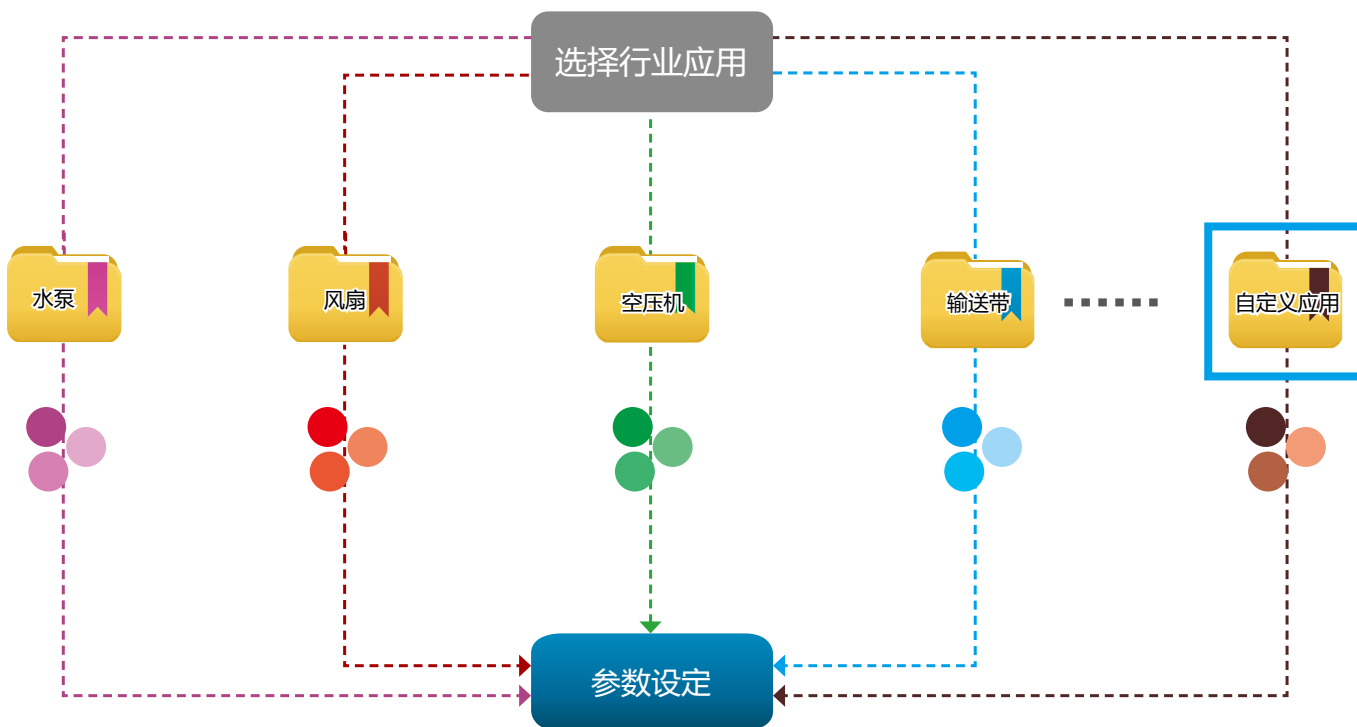 选择行业应用
水泵
风扇
空压机
输送带
自定义应用
参数设定